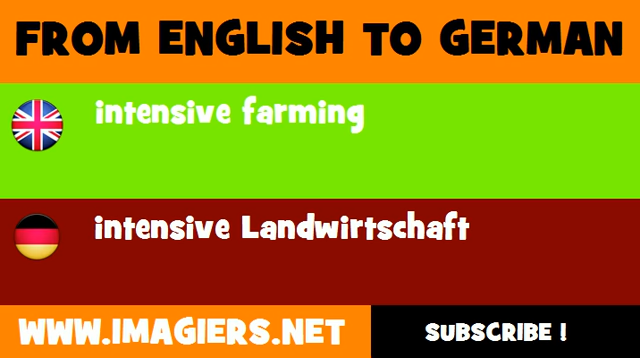 FROM ENGLISH TO GERMAN
intensive farming
intensive Landwirtschaft
WWW.IMAGIERS.NET
SUBSCRIBE !